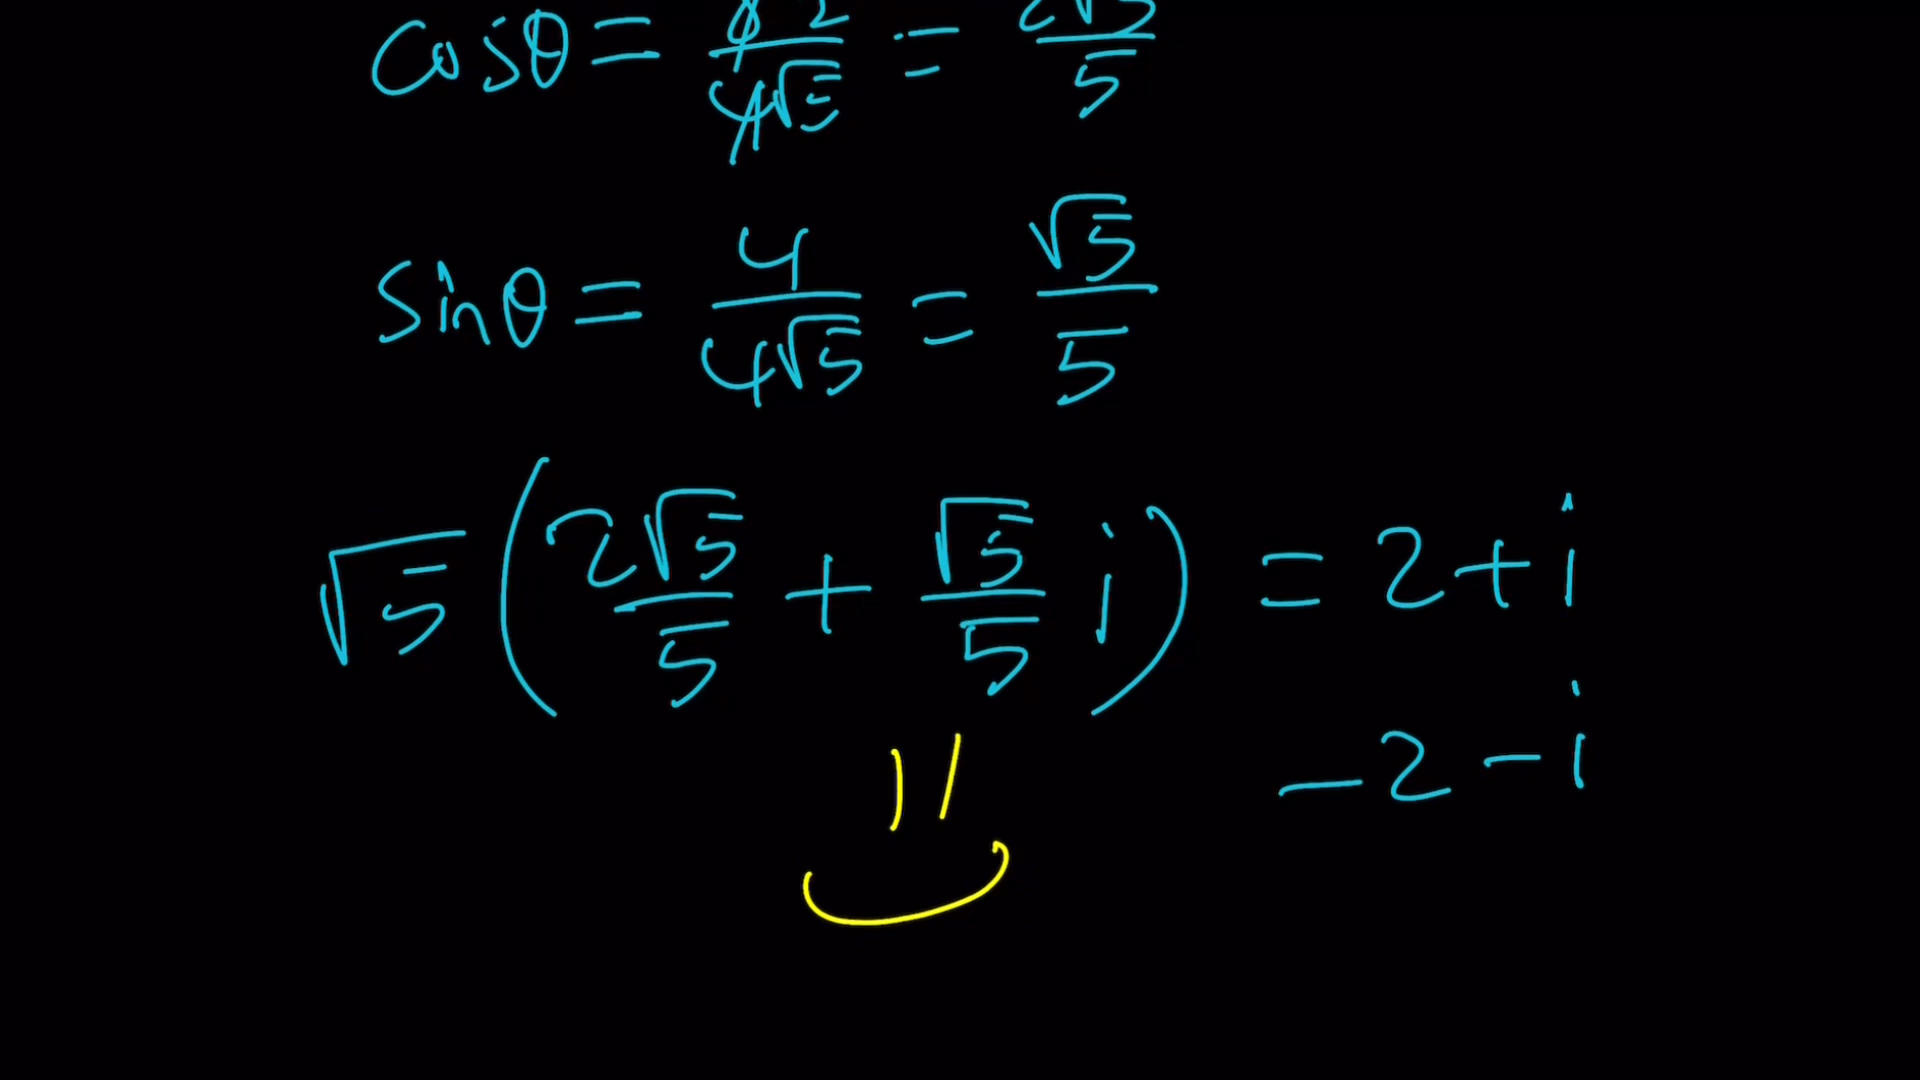 cosθ = 8 2/4√5 = 2√5/5
sinθ = 4/4√5 = √5/5
√5 (2√5/5 + √5/5 i) = 2+i
-2-i